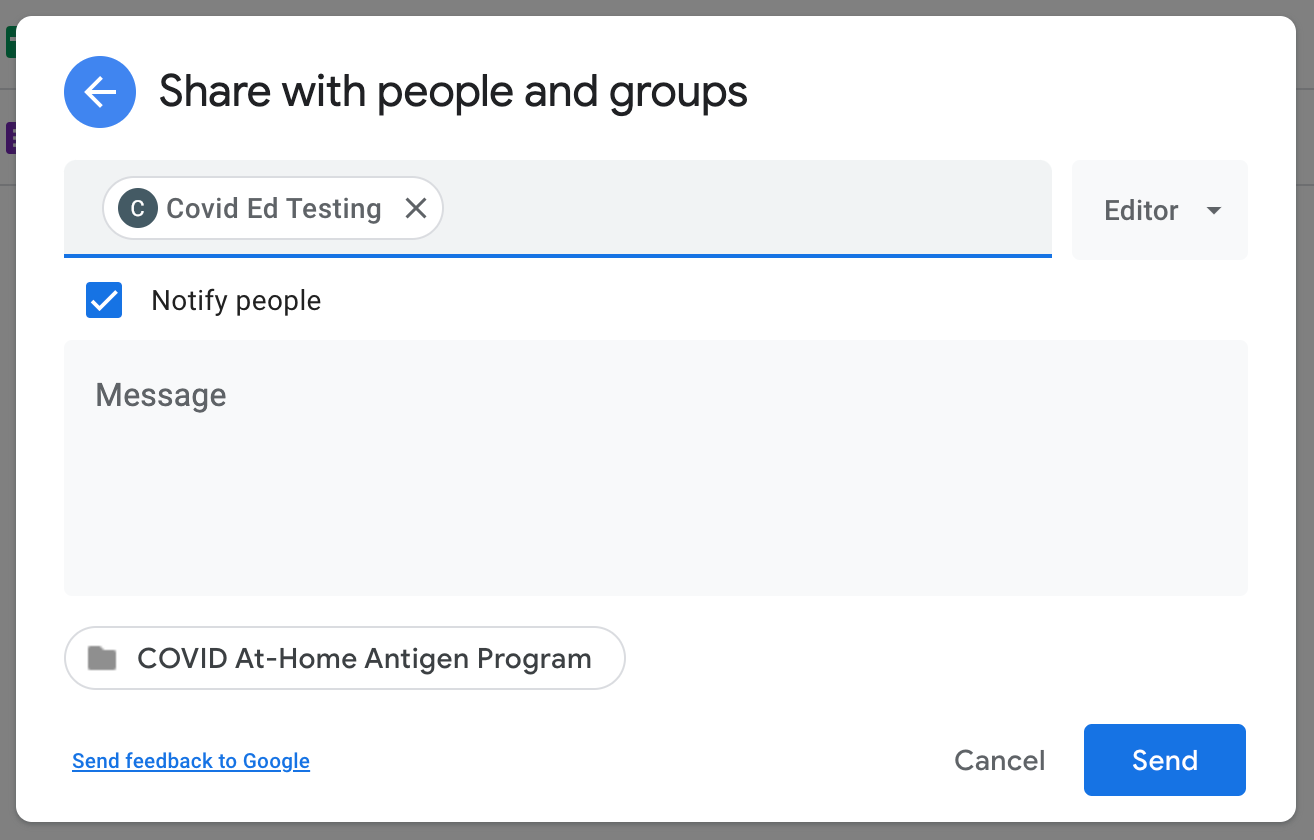 Share with people and groups
C Covid Ed Testing
Editor
Notify people
Message
COVID At-Home Antigen Program
Send feedback to Google
Cancel
Send